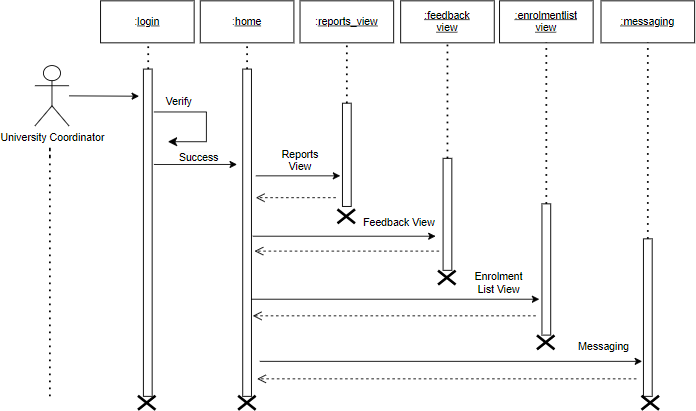 :login
:home
:reports_view
:feedback
view
:enrolmentlist
view
:messaging
Verify
University Coordinator
Success
Reports
View
Feedback View
Enrolment
List View
Messaging